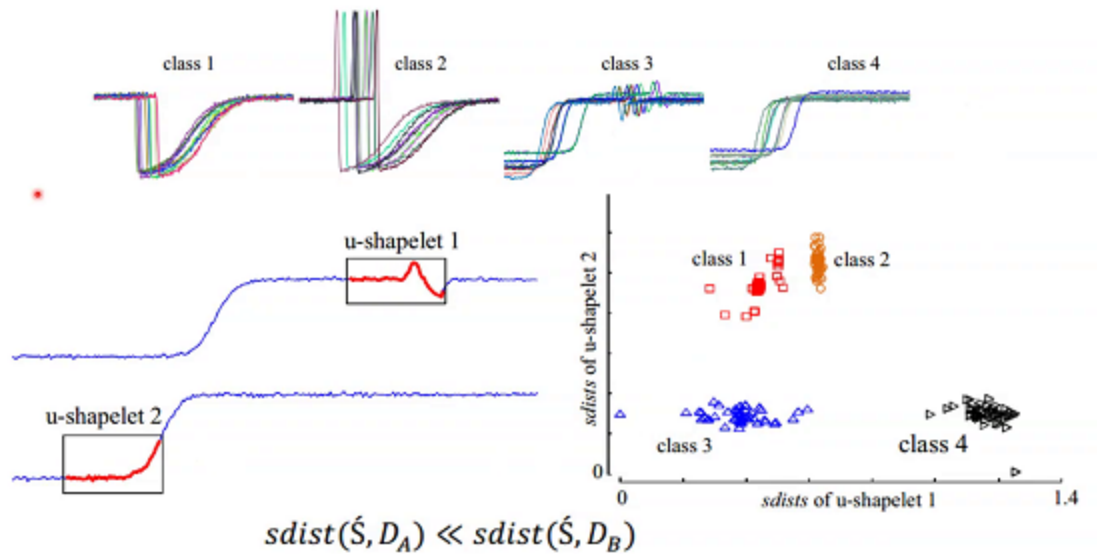 class 1
class 2
class 3
class 4
u-shapelet 1
u-shapelet 2
sdists of u-shapelet 2
class 1
class 2
class 3
class 4
0
0
sdists of u-shapelet 1
1.4
sdist(Ś, D_A) ≪ sdist(Ś, D_B)